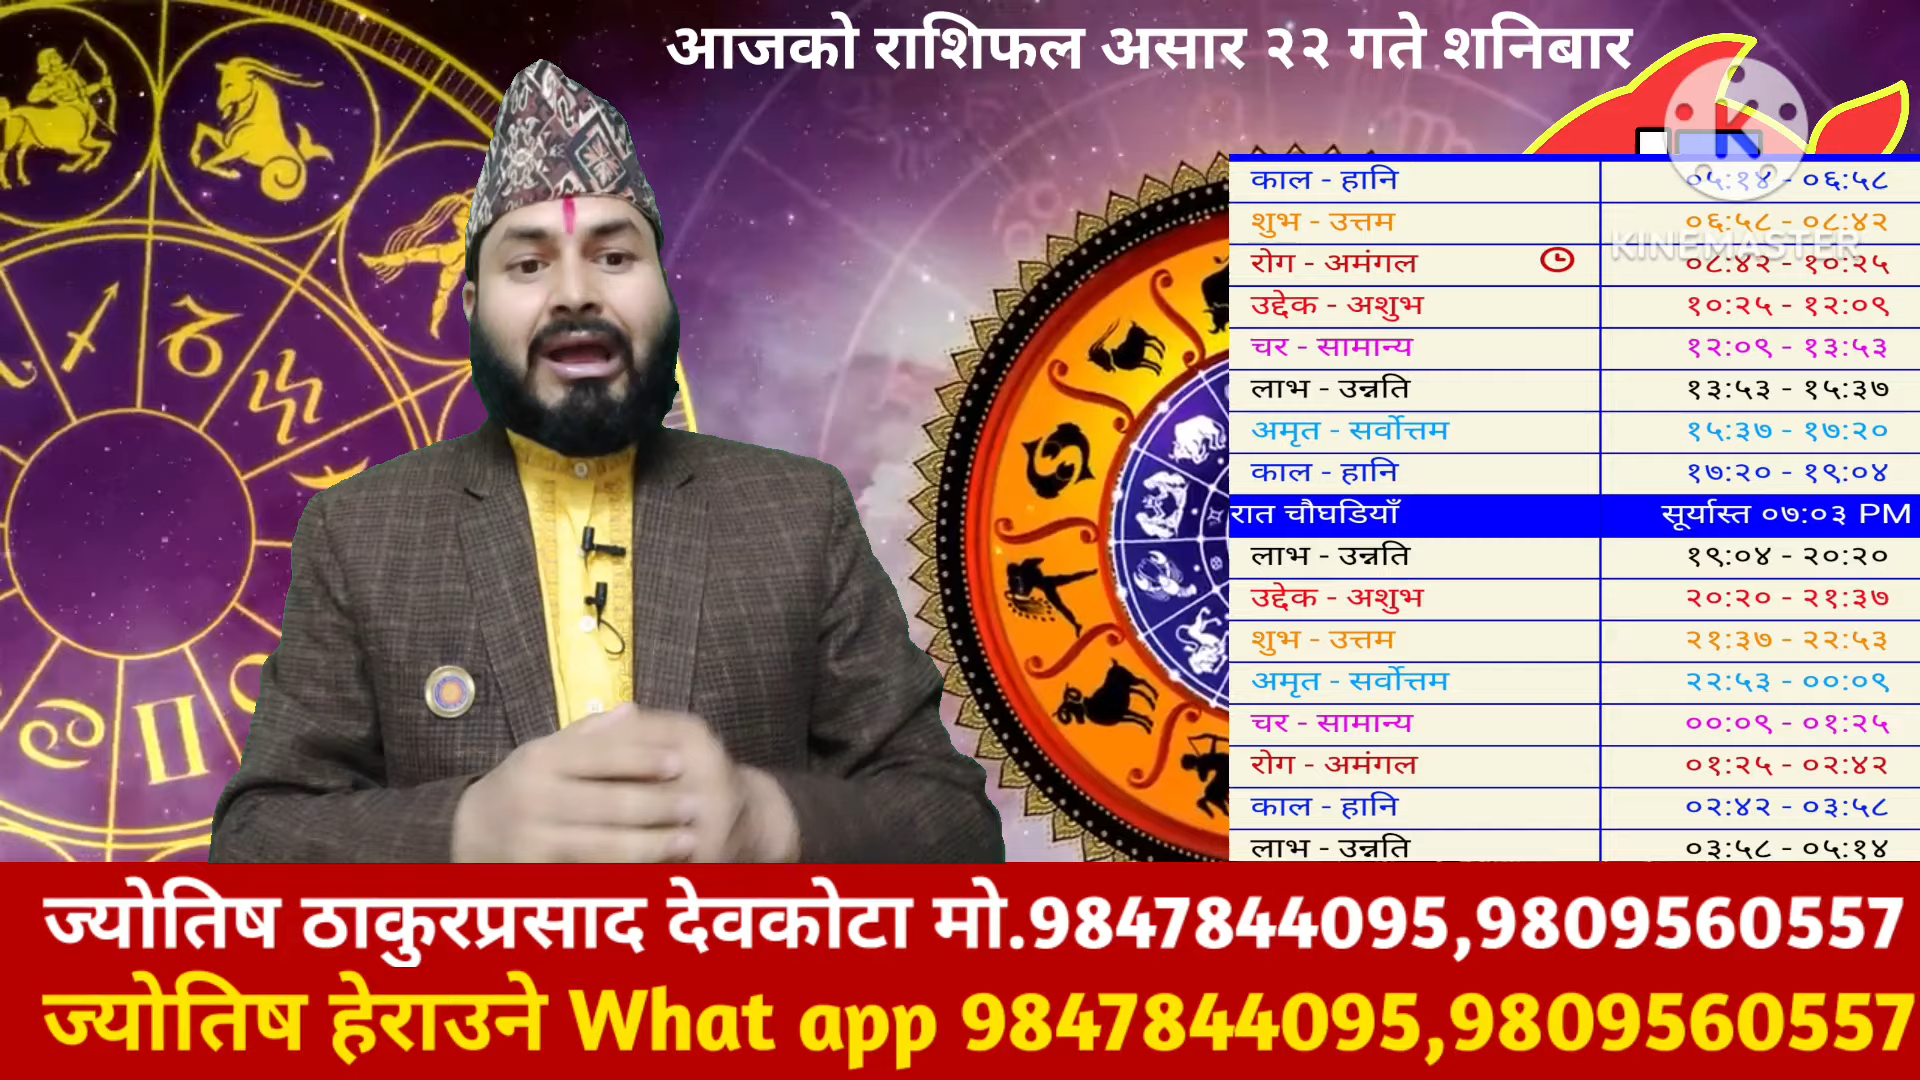 आजको राशिफल असार २२ गते शनिबार
काल - हानि ०५:१४ - ०६:५८
शुभ - उत्तम ०६:५८ - ०८:४२
KINEMASTER
रोग - अमंगल ०८:४२ - १०:२५
उद्देक - अशुभ १०:२५ - १२:०९
चर - सामान्य १२:०९ - १३:५३
लाभ - उन्नति १३:५३ - १५:३७
अमृत - सर्वोत्तम १५:३७ - १७:२०
काल - हानि १७:२० - १९:०४
रात चौघडियाँ सूर्यास्त ०७:०३ PM
लाभ - उन्नति १९:०४ - २०:२०
उद्देक - अशुभ २०:२० - २१:३७
शुभ - उत्तम २१:३७ - २२:५३
अमृत - सर्वोत्तम २२:५३ - ००:०९
चर - सामान्य ००:०९ - ०१:२५
रोग - अमंगल ०१:२५ - ०२:४२
काल - हानि ०२:४२ - ०३:५८
लाभ - उन्नति ०३:५८ - ०५:१४
ज्योतिष ठाकुरप्रसाद देवकोटा मो.9847844095,9809560557
ज्योतिष हेराउने What app 9847844095,9809560557